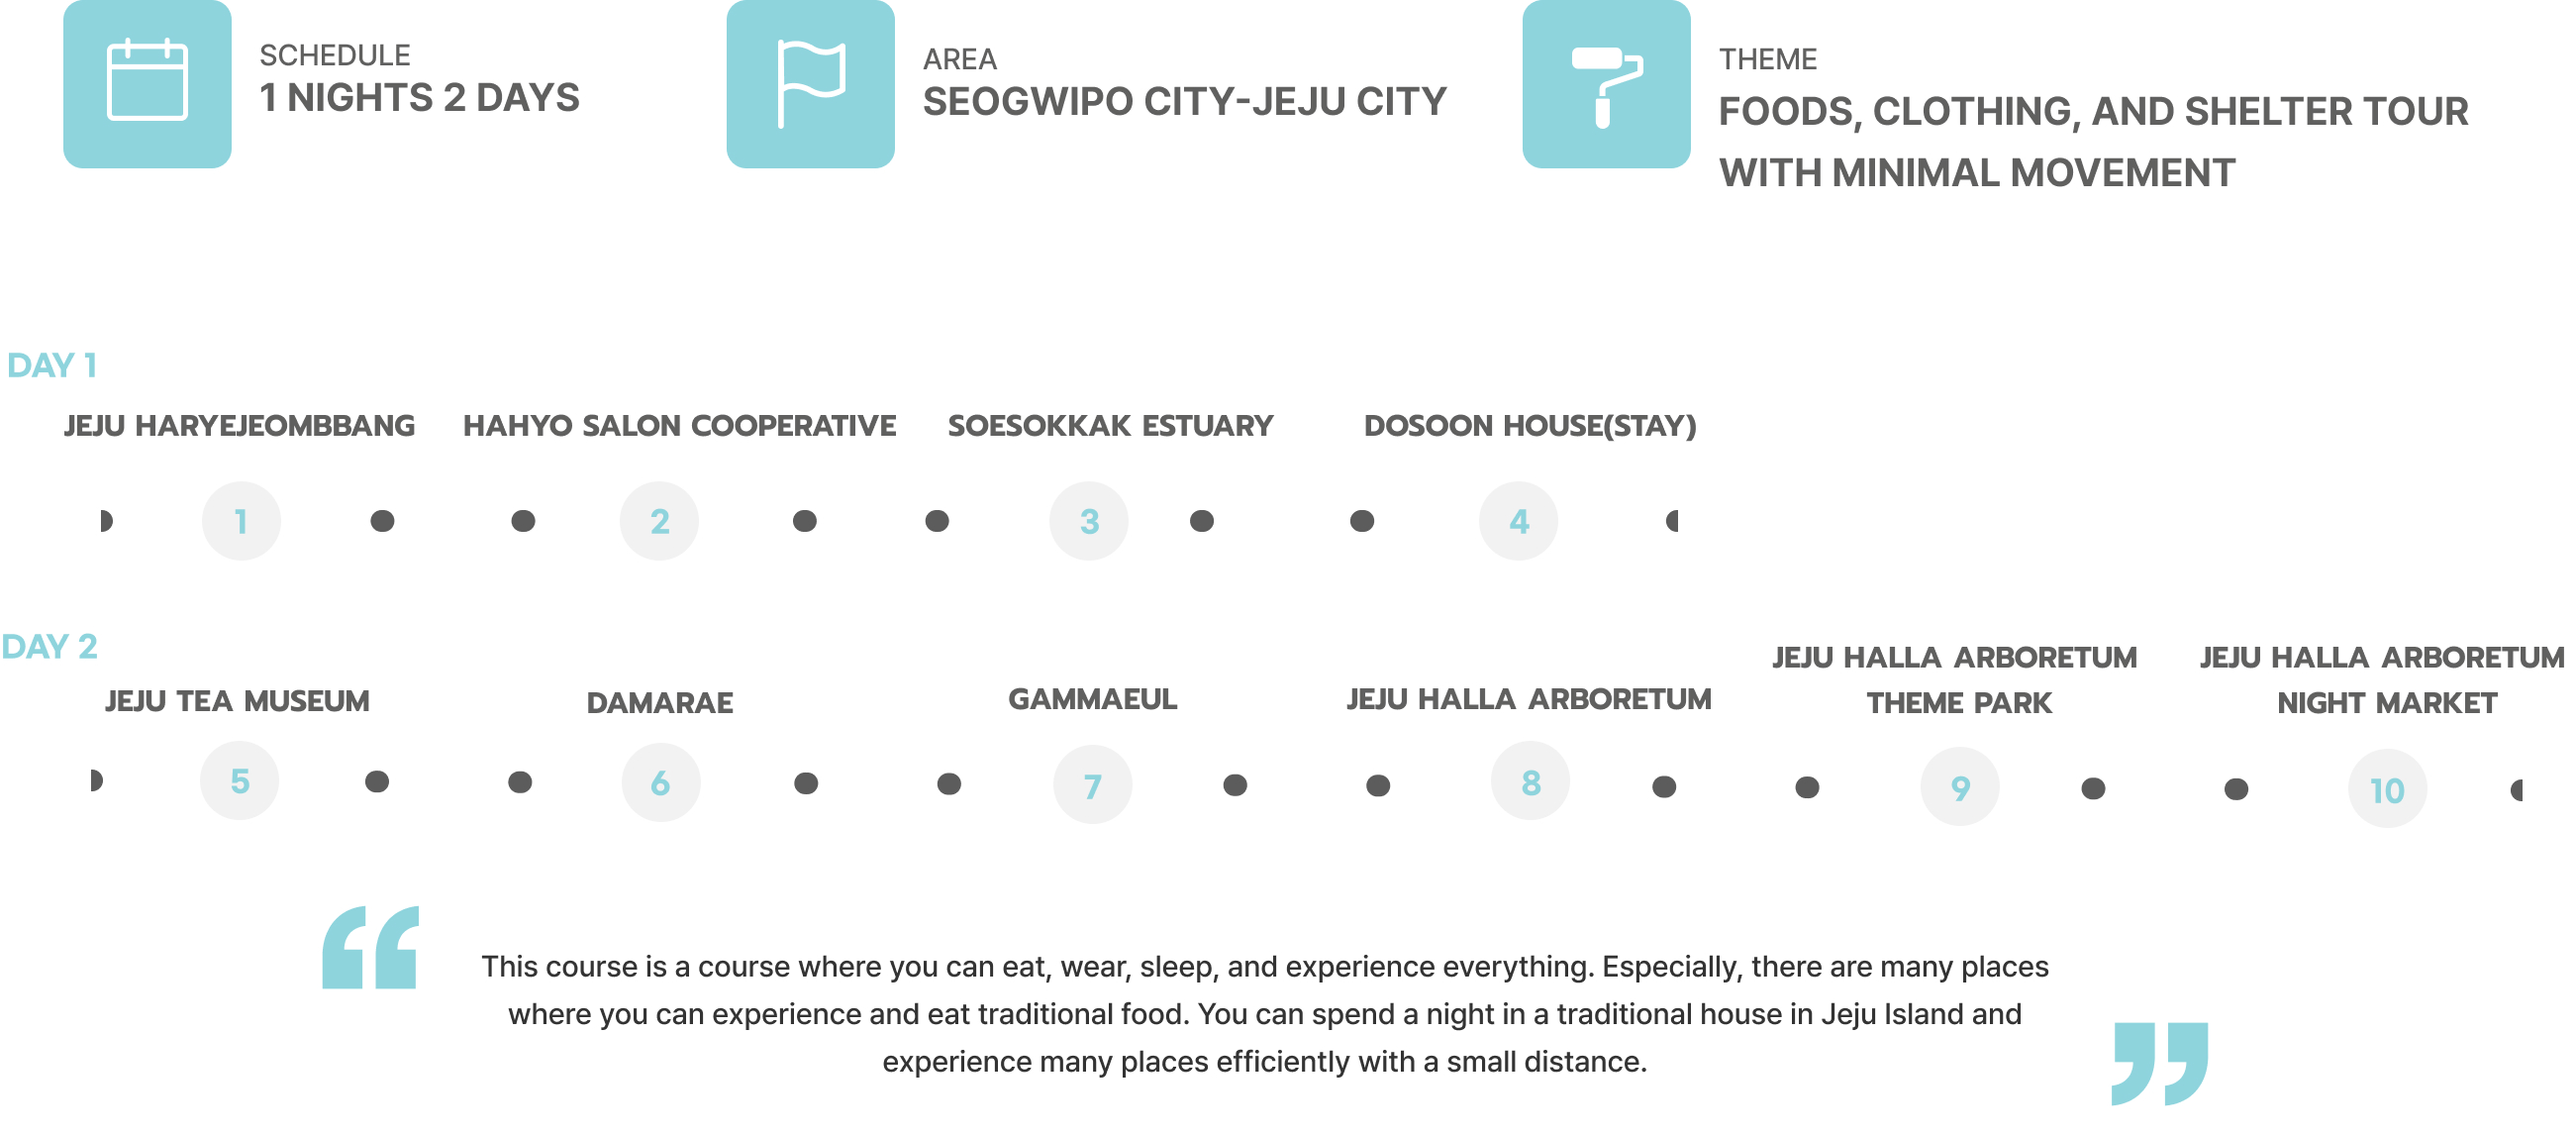 SCHEDULE
1 NIGHTS 2 DAYS
AREA
SEOGWIPO CITY-JEJU CITY
THEME
FOODS, CLOTHING, AND SHELTER TOUR
WITH MINIMAL MOVEMENT
DAY 1
JEJU HARYEJEOMBBANG
HAHYO SALON COOPERATIVE
SOESOKKAK ESTUARY
DOSOON HOUSE(STAY)
1
2
3
4
DAY 2
JEJU TEA MUSEUM
DAMARAE
GAMMAEUL
JEJU HALLA ARBORETUM
JEJU HALLA ARBORETUM
THEME PARK
JEJU HALLA ARBORETUM
NIGHT MARKET
5
6
7
8
9
10
“
This course is a course where you can eat, wear, sleep, and experience everything. Especially, there are many places
where you can experience and eat traditional food. You can spend a night in a traditional house in Jeju Island and
experience many places efficiently with a small distance.
”